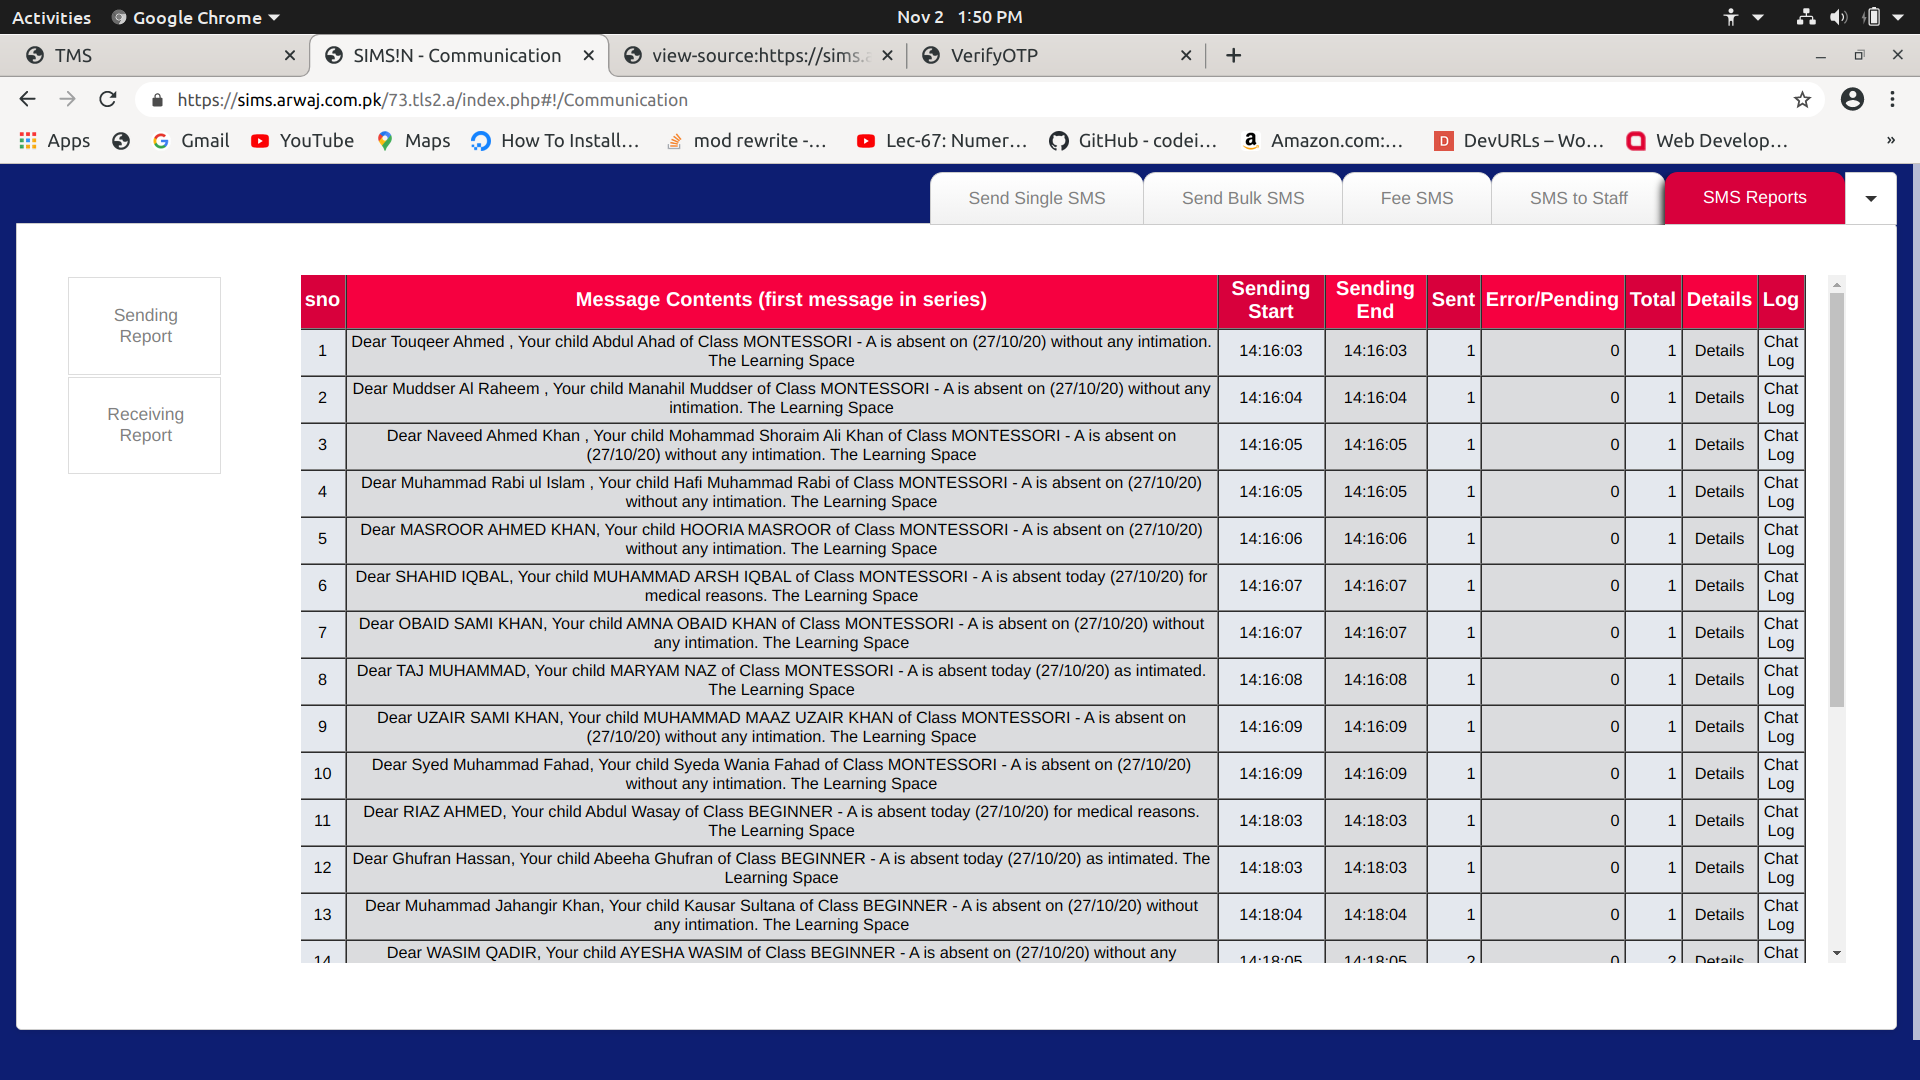 Activities Google Chrome Nov 2 1:50 PM
TMS SIMS!N - Communication view-source:https://sims.a VerifyOTP
https://sims.arwaj.com.pk/73.tls2.a/index.php#!/Communication
Apps Gmail YouTube Maps How To Install... mod rewrite -... Lec-67: Numer... GitHub - codei... Amazon.com:... DevURLs – Wo... Web Develop... »
Send Single SMS Send Bulk SMS Fee SMS SMS to Staff SMS Reports
Sending
Report
Receiving
Report
sno Message Contents (first message in series) Sending Start Sending End Sent Error/Pending Total Details Log
1 Dear Touqeer Ahmed , Your child Abdul Ahad of Class MONTESSORI - A is absent on (27/10/20) without any intimation. 14:16:03 14:16:03 1 0 1 Details Chat
The Learning Space Log
2 Dear Muddser Al Raheem , Your child Manahil Muddser of Class MONTESSORI - A is absent on (27/10/20) without any 14:16:04 14:16:04 1 0 1 Details Chat
intimation. The Learning Space Log
3 Dear Naveed Ahmed Khan , Your child Mohammad Shoraim Ali Khan of Class MONTESSORI - A is absent on 14:16:05 14:16:05 1 0 1 Details Chat
(27/10/20) without any intimation. The Learning Space Log
4 Dear Muhammad Rabi ul Islam , Your child Hafi Muhammad Rabi of Class MONTESSORI - A is absent on (27/10/20) 14:16:05 14:16:05 1 0 1 Details Chat
without any intimation. The Learning Space Log
5 Dear MASROOR AHMED KHAN, Your child HOORIA MASROOR of Class MONTESSORI - A is absent on (27/10/20) 14:16:06 14:16:06 1 0 1 Details Chat
without any intimation. The Learning Space Log
6 Dear SHAHID IQBAL, Your child MUHAMMAD ARSH IQBAL of Class MONTESSORI - A is absent today (27/10/20) for 14:16:07 14:16:07 1 0 1 Details Chat
medical reasons. The Learning Space Log
7 Dear OBAID SAMI KHAN, Your child AMNA OBAID KHAN of Class MONTESSORI - A is absent on (27/10/20) without 14:16:07 14:16:07 1 0 1 Details Chat
any intimation. The Learning Space Log
8 Dear TAJ MUHAMMAD, Your child MARYAM NAZ of Class MONTESSORI - A is absent today (27/10/20) as intimated. 14:16:08 14:16:08 1 0 1 Details Chat
The Learning Space Log
9 Dear UZAIR SAMI KHAN, Your child MUHAMMAD MAAZ UZAIR KHAN of Class MONTESSORI - A is absent on 14:16:09 14:16:09 1 0 1 Details Chat
(27/10/20) without any intimation. The Learning Space Log
10 Dear Syed Muhammad Fahad, Your child Syeda Wania Fahad of Class MONTESSORI - A is absent on (27/10/20) 14:16:09 14:16:09 1 0 1 Details Chat
without any intimation. The Learning Space Log
11 Dear RIAZ AHMED, Your child Abdul Wasay of Class BEGINNER - A is absent today (27/10/20) for medical reasons. 14:18:03 14:18:03 1 0 1 Details Chat
The Learning Space Log
12 Dear Ghufran Hassan, Your child Abeeha Ghufran of Class BEGINNER - A is absent today (27/10/20) as intimated. The 14:18:03 14:18:03 1 0 1 Details Chat
Learning Space Log
13 Dear Muhammad Jahangir Khan, Your child Kausar Sultana of Class BEGINNER - A is absent on (27/10/20) without 14:18:04 14:18:04 1 0 1 Details Chat
any intimation. The Learning Space Log
14 Dear WASIM QADIR, Your child AYESHA WASIM of Class BEGINNER - A is absent on (27/10/20) without any 14:18:05 14:18:05 2 0 2 Details Chat